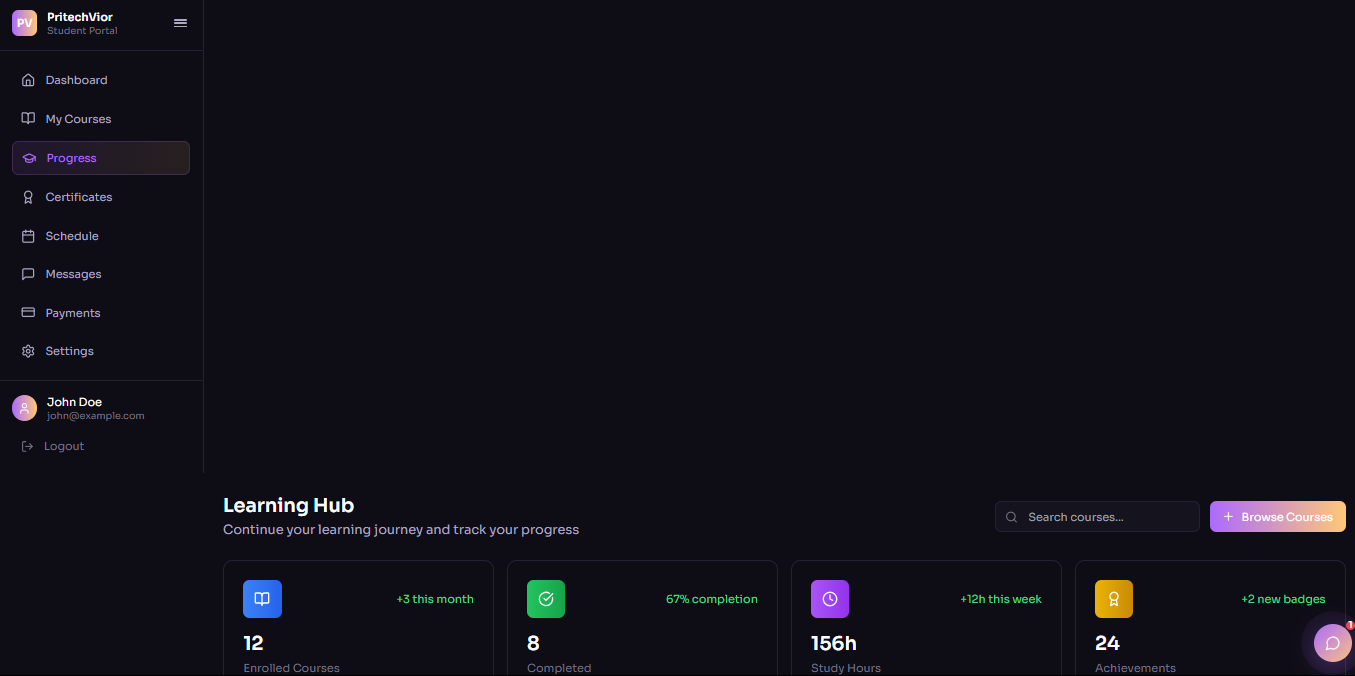 PV
PritechVior
Student Portal
Dashboard
My Courses
Progress
Certificates
Schedule
Messages
Payments
Settings
John Doe
john@example.com
Logout
Learning Hub
Continue your learning journey and track your progress
Search courses...
Browse Courses
+3 this month
12
Enrolled Courses
67% completion
8
Completed
+12h this week
156h
Study Hours
+2 new badges
24
Achievements
1